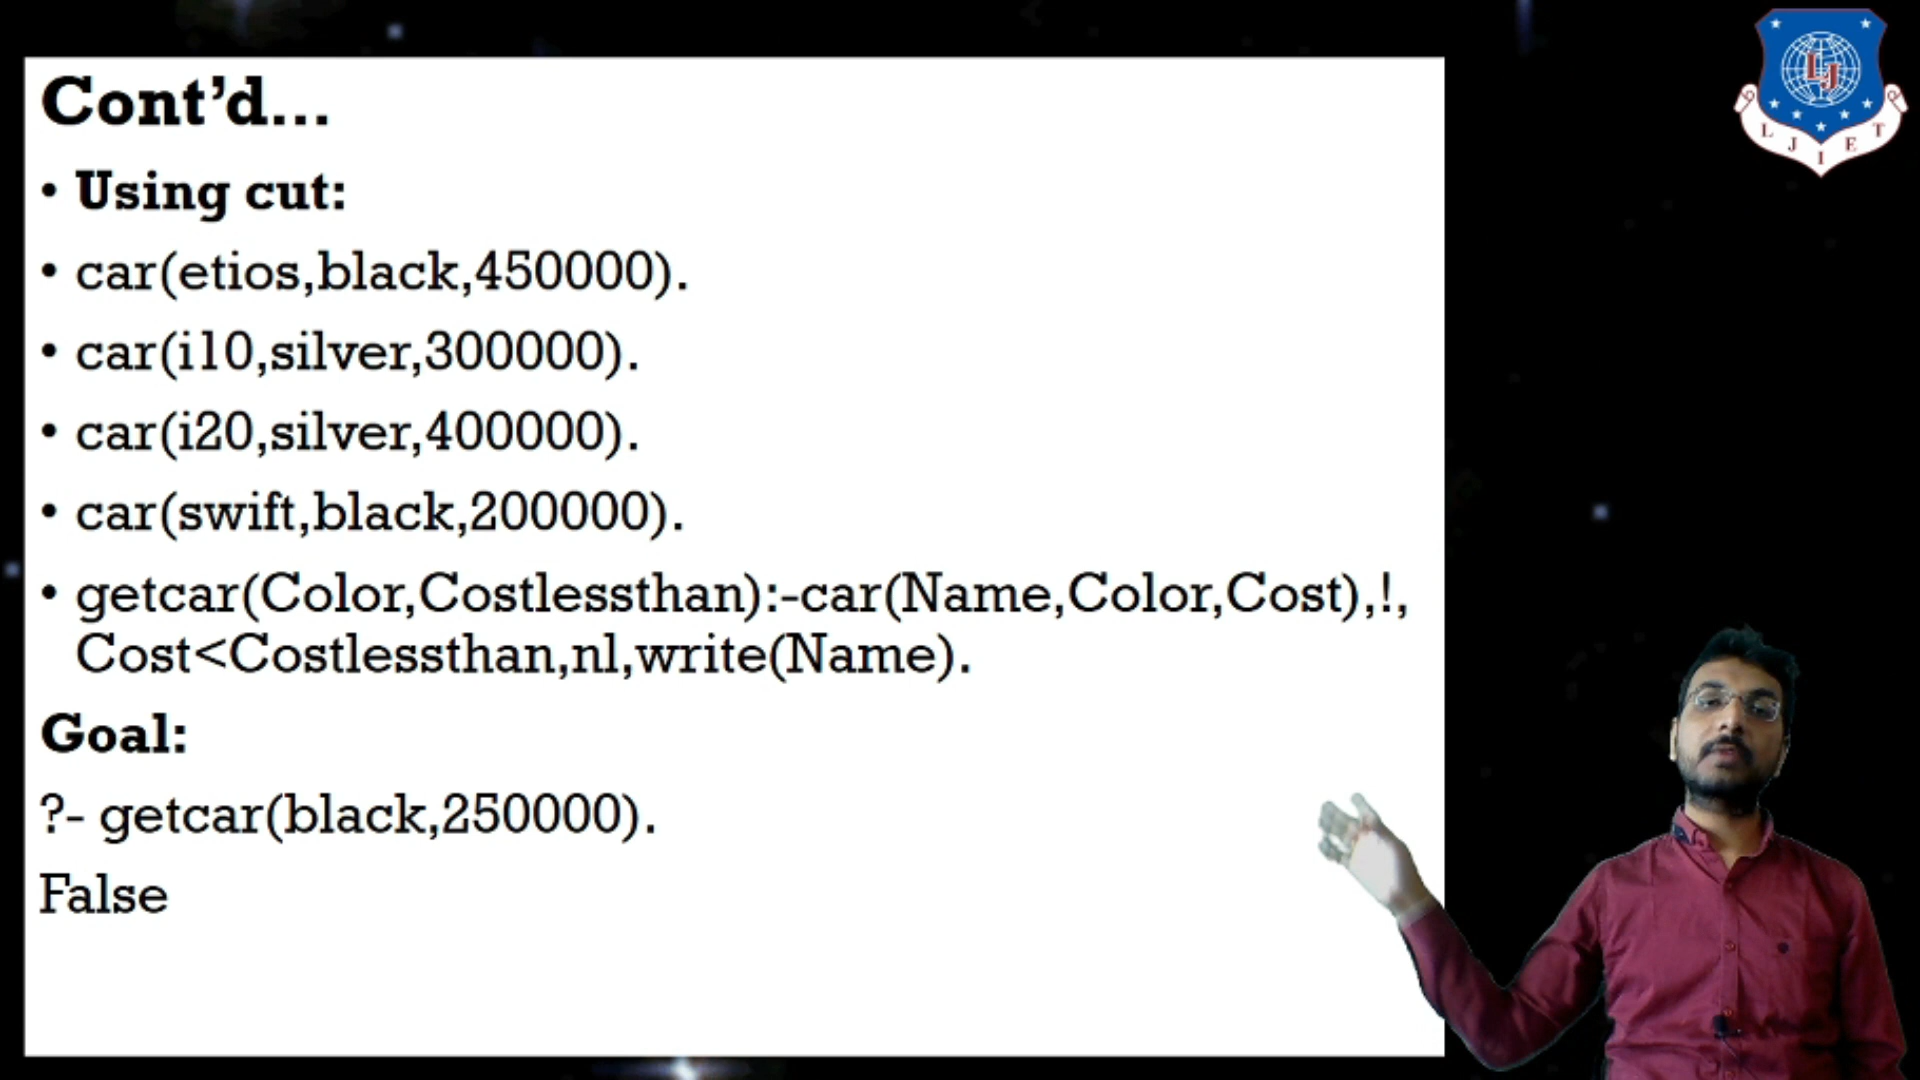 Cont’d...
• Using cut:
• car(etios,black,450000).
• car(i10,silver,300000).
• car(i20,silver,400000).
• car(swift,black,200000).
• getcar(Color,Costlessthan):-car(Name,Color,Cost),!,
Cost<Costlessthan,nl,write(Name).
Goal:
?- getcar(black,250000).
False
LJ
L J I E T